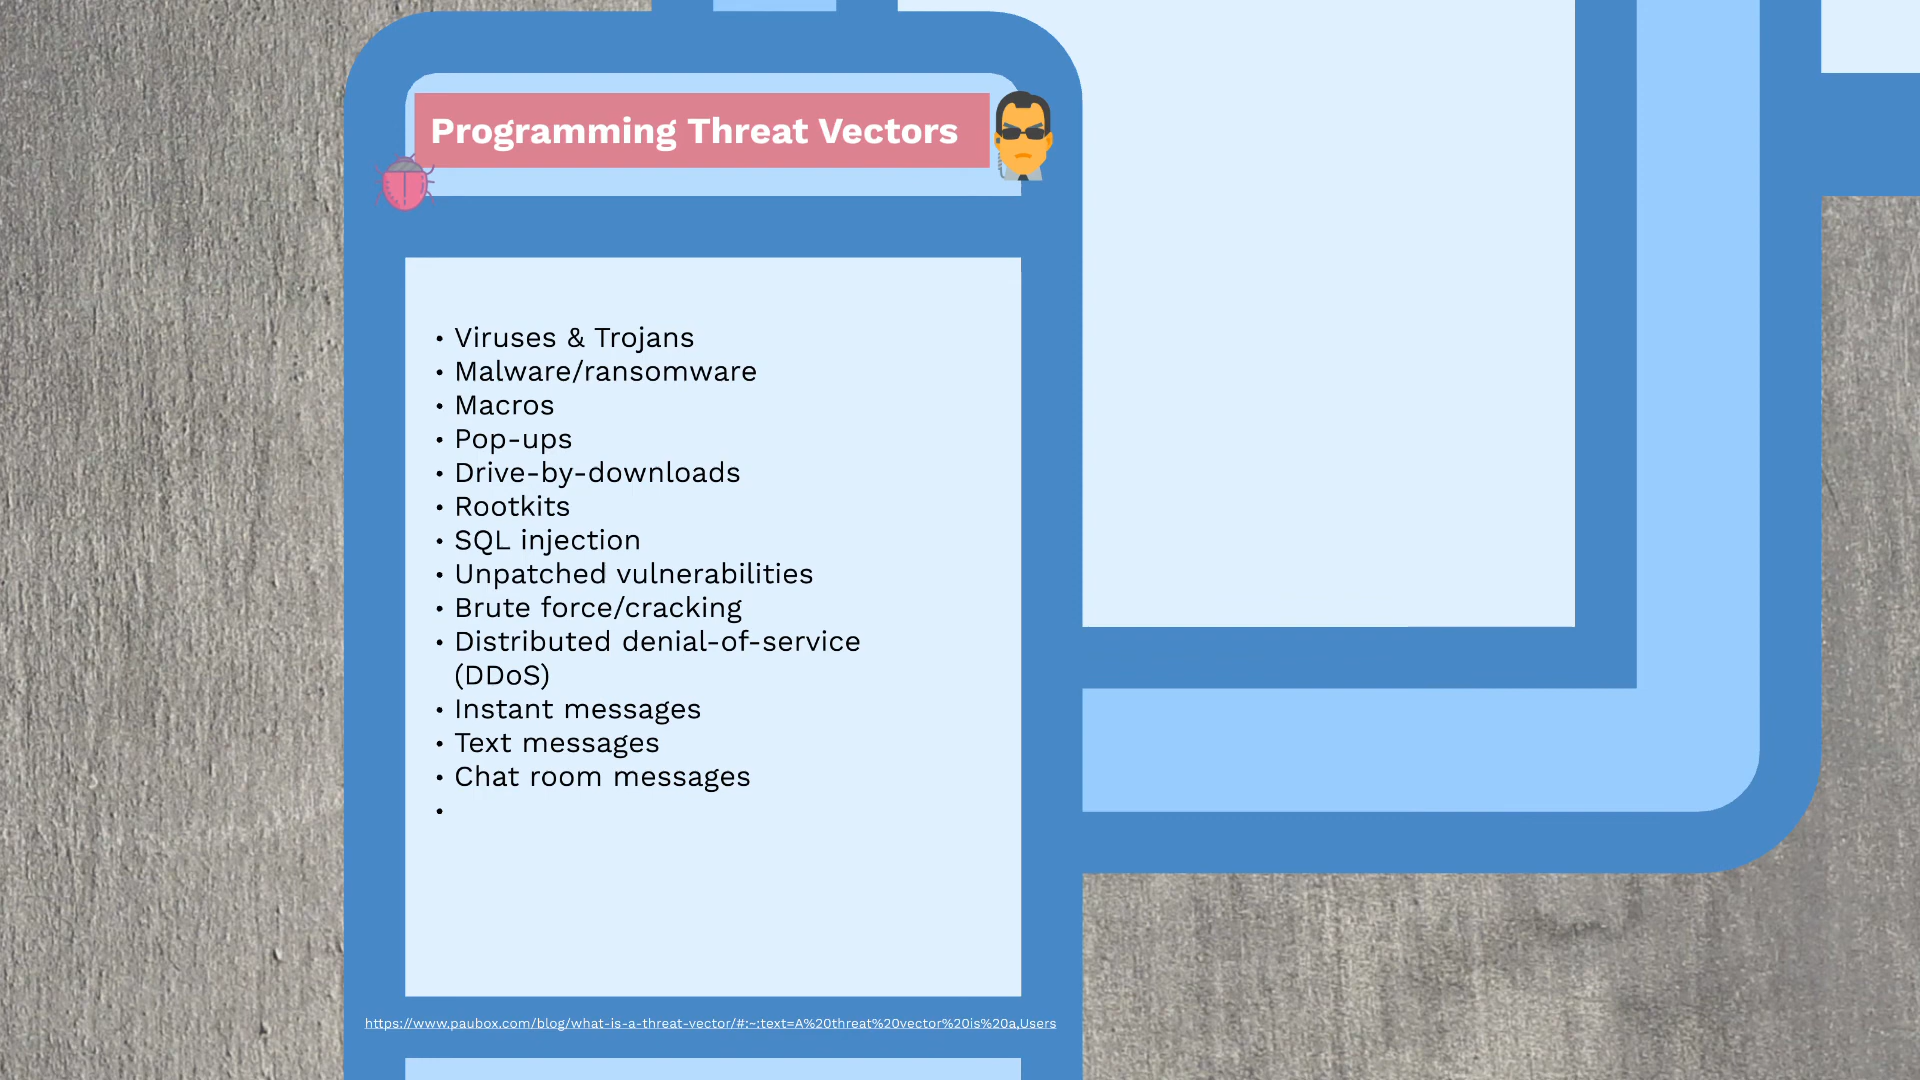 Programming Threat Vectors
• Viruses & Trojans
• Malware/ransomware
• Macros
• Pop-ups
• Drive-by-downloads
• Rootkits
• SQL injection
• Unpatched vulnerabilities
• Brute force/cracking
• Distributed denial-of-service
(DDoS)
• Instant messages
• Text messages
• Chat room messages
•
https://www.paubox.com/blog/what-is-a-threat-vector/#:~:text=A%20threat%20vector%20is%20a,Users